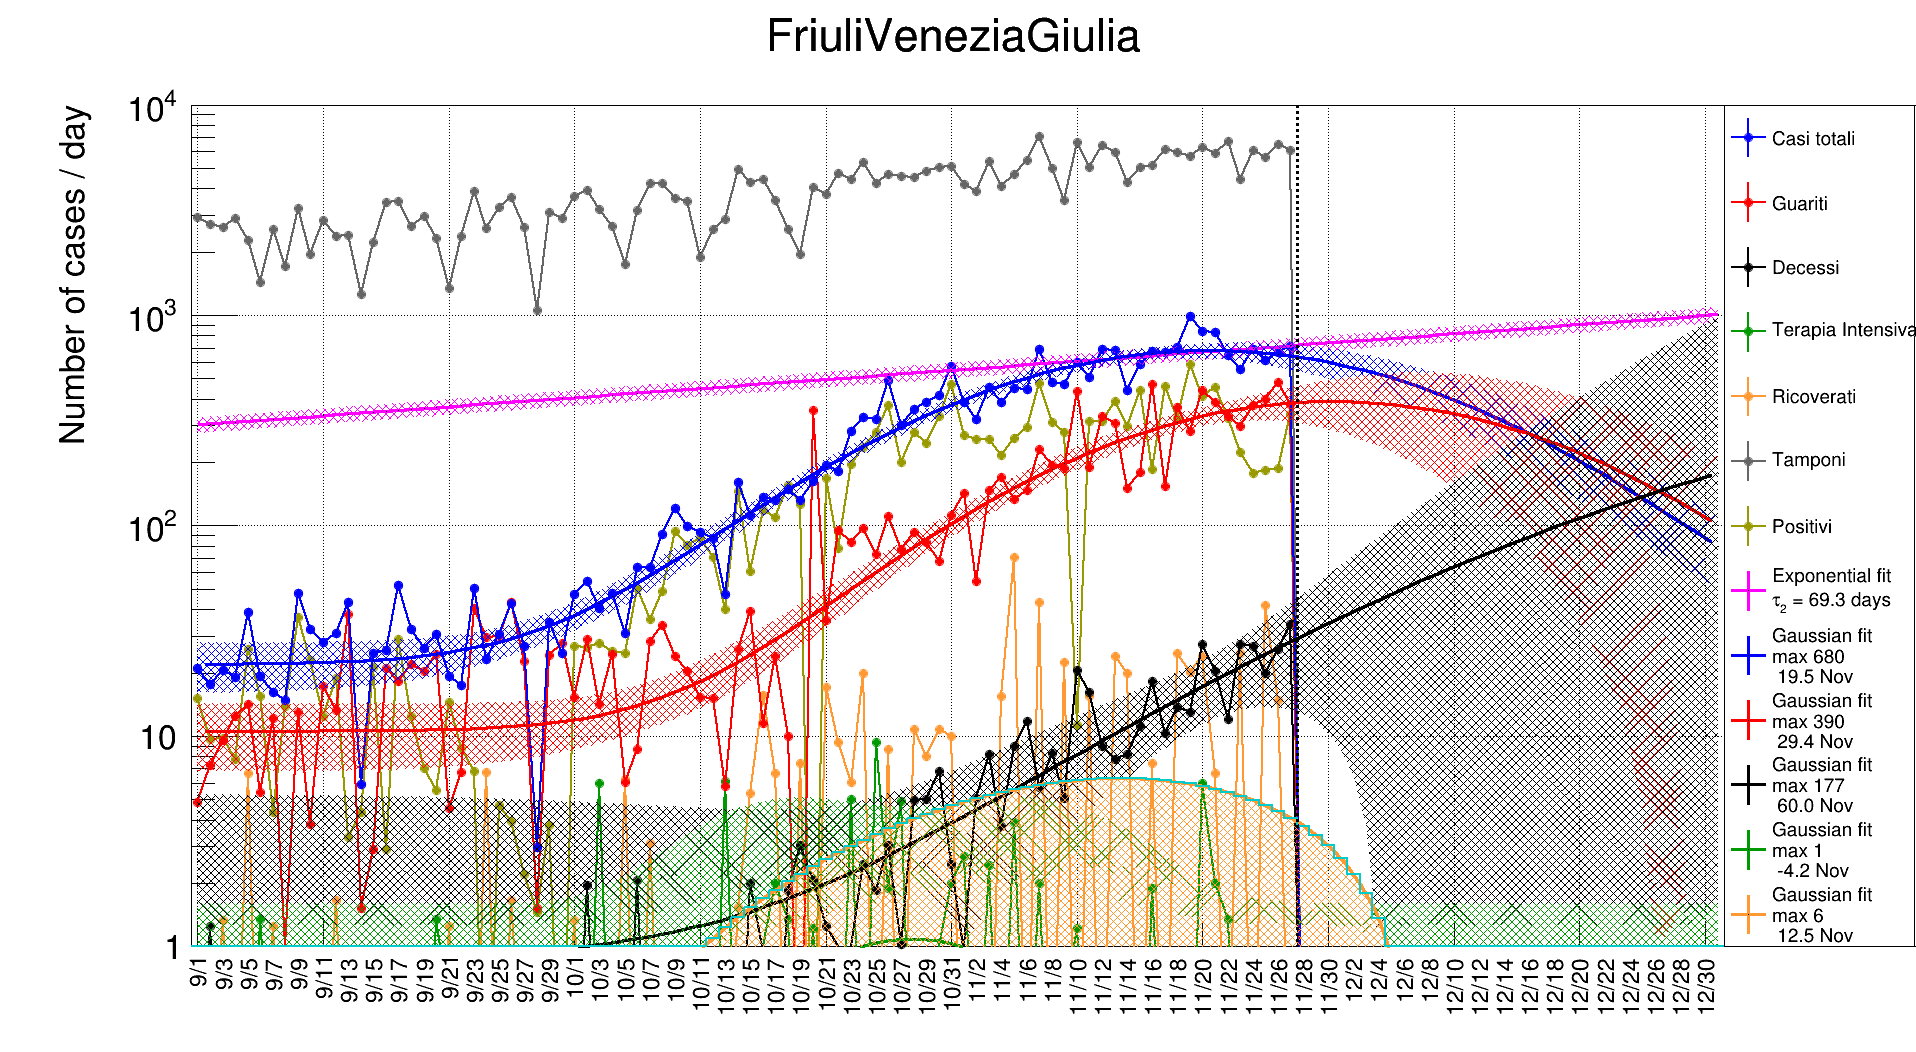 FriuliVeneziaGiulia
Number of cases / day
10⁴
10³
10²
10
1
9/1
9/3
9/5
9/7
9/9
9/11
9/13
9/15
9/17
9/19
9/21
9/23
9/25
9/27
9/29
10/1
10/3
10/5
10/7
10/9
10/11
10/13
10/15
10/17
10/19
10/21
10/23
10/25
10/27
10/29
10/31
11/2
11/4
11/6
11/8
11/10
11/12
11/14
11/16
11/18
11/20
11/22
11/24
11/26
11/28
11/30
12/2
12/4
12/6
12/8
12/10
12/12
12/14
12/16
12/18
12/20
12/22
12/24
12/26
12/28
12/30
Casi totali
Guariti
Decessi
Terapia Intensiva
Ricoverati
Tamponi
Positivi
Exponential fit
τ₂ = 69.3 days
Gaussian fit
max 680
19.5 Nov
Gaussian fit
max 390
29.4 Nov
Gaussian fit
max 177
60.0 Nov
Gaussian fit
max 1
-4.2 Nov
Gaussian fit
max 6
12.5 Nov